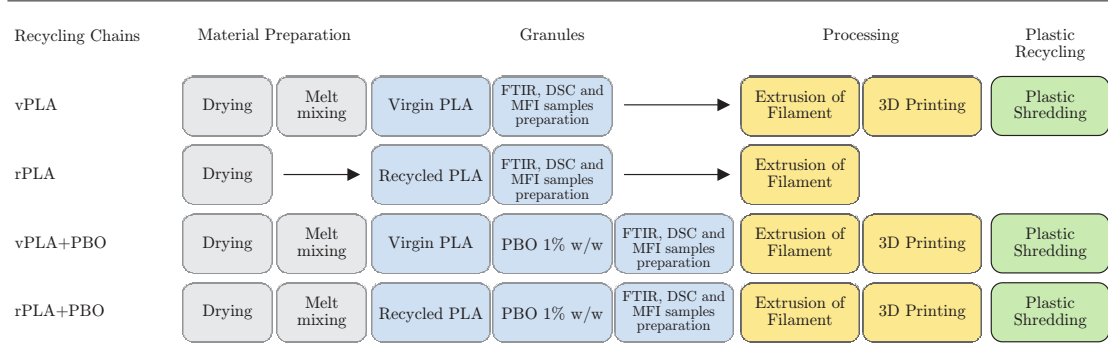 Recycling Chains Material Preparation Granules Processing Plastic
Recycling
vPLA Drying Melt
mixing Virgin PLA FTIR, DSC and
MFI samples
preparation Extrusion of
Filament 3D Printing Plastic
Shredding
rPLA Drying Recycled PLA FTIR, DSC and
MFI samples
preparation Extrusion of
Filament
vPLA+PBO Drying Melt
mixing Virgin PLA PBO 1% w/w FTIR, DSC and
MFI samples
preparation Extrusion of
Filament 3D Printing Plastic
Shredding
rPLA+PBO Drying Melt
mixing Recycled PLA PBO 1% w/w FTIR, DSC and
MFI samples
preparation Extrusion of
Filament 3D Printing Plastic
Shredding